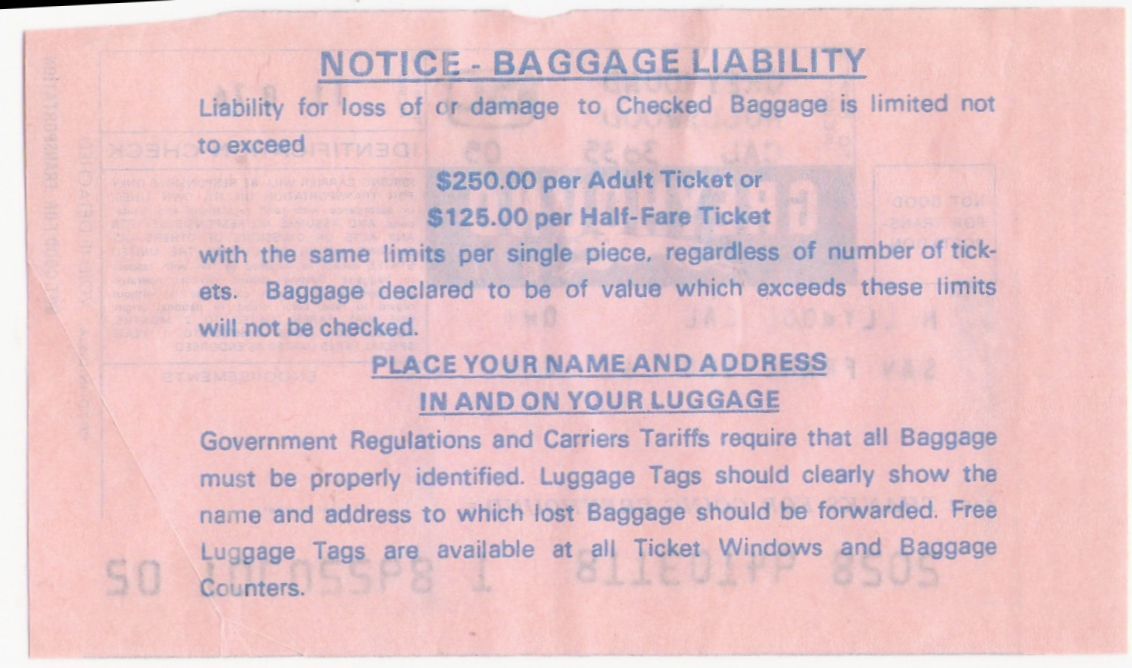 NOTICE - BAGGAGE LIABILITY
Liability for loss of or damage to Checked Baggage is limited not
to exceed
$250.00 per Adult Ticket or
$125.00 per Half-Fare Ticket
with the same limits per single piece, regardless of number of tick-
ets. Baggage declared to be of value which exceeds these limits
will not be checked.
PLACE YOUR NAME AND ADDRESS
IN AND ON YOUR LUGGAGE
Government Regulations and Carriers Tariffs require that all Baggage
must be properly identified. Luggage Tags should clearly show the
name and address to which lost Baggage should be forwarded. Free
Luggage Tags are available at all Ticket Windows and Baggage
Counters.